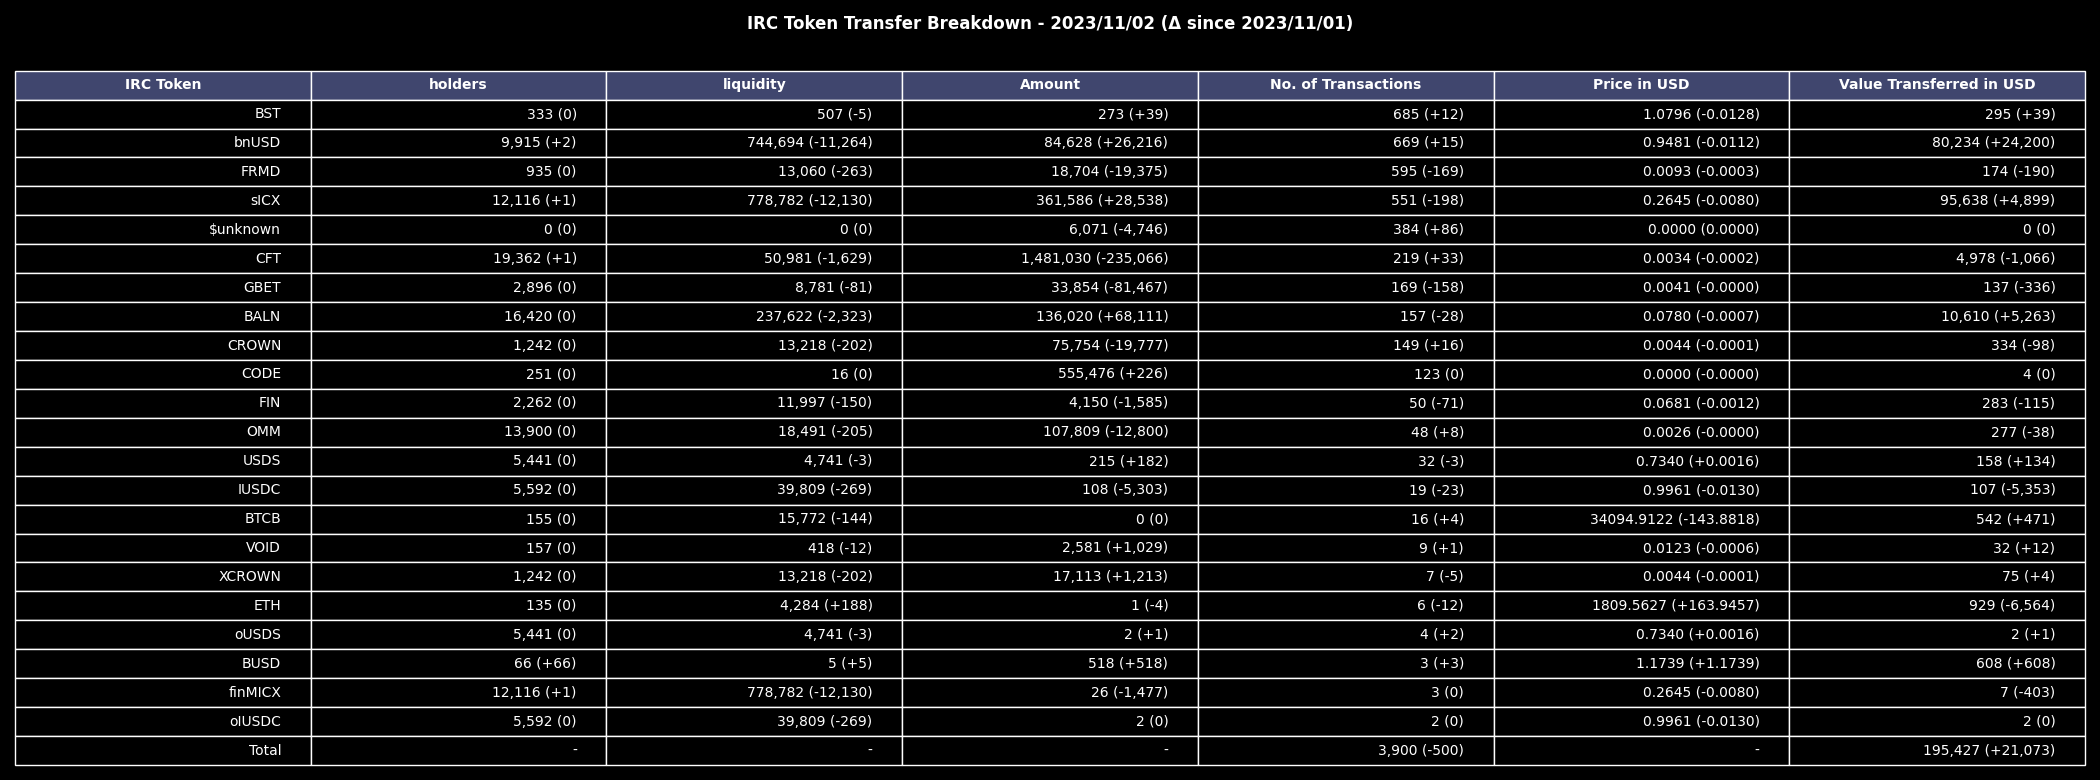 IRC Token Transfer Breakdown - 2023/11/02 (Δ since 2023/11/01)
IRC Token holders liquidity Amount No. of Transactions Price in USD Value Transferred in USD
BST 333 (0) 507 (-5) 273 (+39) 685 (+12) 1.0796 (-0.0128) 295 (+39)
bnUSD 9,915 (+2) 744,694 (-11,264) 84,628 (+26,216) 669 (+15) 0.9481 (-0.0112) 80,234 (+24,200)
FRMD 935 (0) 13,060 (-263) 18,704 (-19,375) 595 (-169) 0.0093 (-0.0003) 174 (-190)
sICX 12,116 (+1) 778,782 (-12,130) 361,586 (+28,538) 551 (-198) 0.2645 (-0.0080) 95,638 (+4,899)
$unknown 0 (0) 0 (0) 6,071 (-4,746) 384 (+86) 0.0000 (0.0000) 0 (0)
CFT 19,362 (+1) 50,981 (-1,629) 1,481,030 (-235,066) 219 (+33) 0.0034 (-0.0002) 4,978 (-1,066)
GBET 2,896 (0) 8,781 (-81) 33,854 (-81,467) 169 (-158) 0.0041 (-0.0000) 137 (-336)
BALN 16,420 (0) 237,622 (-2,323) 136,020 (+68,111) 157 (-28) 0.0780 (-0.0007) 10,610 (+5,263)
CROWN 1,242 (0) 13,218 (-202) 75,754 (-19,777) 149 (+16) 0.0044 (-0.0001) 334 (-98)
CODE 251 (0) 16 (0) 555,476 (+226) 123 (0) 0.0000 (-0.0000) 4 (0)
FIN 2,262 (0) 11,997 (-150) 4,150 (-1,585) 50 (-71) 0.0681 (-0.0012) 283 (-115)
OMM 13,900 (0) 18,491 (-205) 107,809 (-12,800) 48 (+8) 0.0026 (-0.0000) 277 (-38)
USDS 5,441 (0) 4,741 (-3) 215 (+182) 32 (-3) 0.7340 (+0.0016) 158 (+134)
IUSDC 5,592 (0) 39,809 (-269) 108 (-5,303) 19 (-23) 0.9961 (-0.0130) 107 (-5,353)
BTCB 155 (0) 15,772 (-144) 0 (0) 16 (+4) 34094.9122 (-143.8818) 542 (+471)
VOID 157 (0) 418 (-12) 2,581 (+1,029) 9 (+1) 0.0123 (-0.0006) 32 (+12)
XCROWN 1,242 (0) 13,218 (-202) 17,113 (+1,213) 7 (-5) 0.0044 (-0.0001) 75 (+4)
ETH 135 (0) 4,284 (+188) 1 (-4) 6 (-12) 1809.5627 (+163.9457) 929 (-6,564)
oUSDS 5,441 (0) 4,741 (-3) 2 (+1) 4 (+2) 0.7340 (+0.0016) 2 (+1)
BUSD 66 (+66) 5 (+5) 518 (+518) 3 (+3) 1.1739 (+1.1739) 608 (+608)
finMICX 12,116 (+1) 778,782 (-12,130) 26 (-1,477) 3 (0) 0.2645 (-0.0080) 7 (-403)
oIUSDC 5,592 (0) 39,809 (-269) 2 (0) 2 (0) 0.9961 (-0.0130) 2 (0)
Total - - - 3,900 (-500) - 195,427 (+21,073)